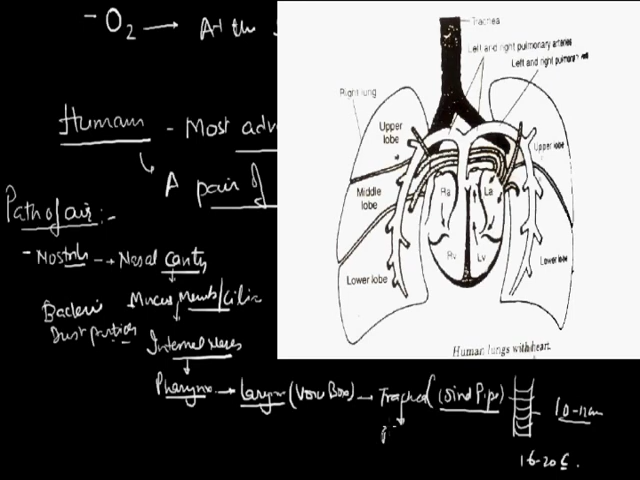 - O2 → At the
Human - Most adv
A pair of
Path of air:-
- Nostrils → Nasal cavity
Mucus Memb/Cilia
Bacteria
Dust particles
Internal nares
Pharynx → Larynx (Voice Box) → Trachea (Wind Pipe)
10-12cm
16-20 C.
Trachea
Left and right pulmonary arteries
Left and right pulmonary vein
Right lung
Upper lobe
Upper lobe
Middle lobe
Ra
La
Rv
Lv
Lower lobe
Lower lobe
Human lungs with heart